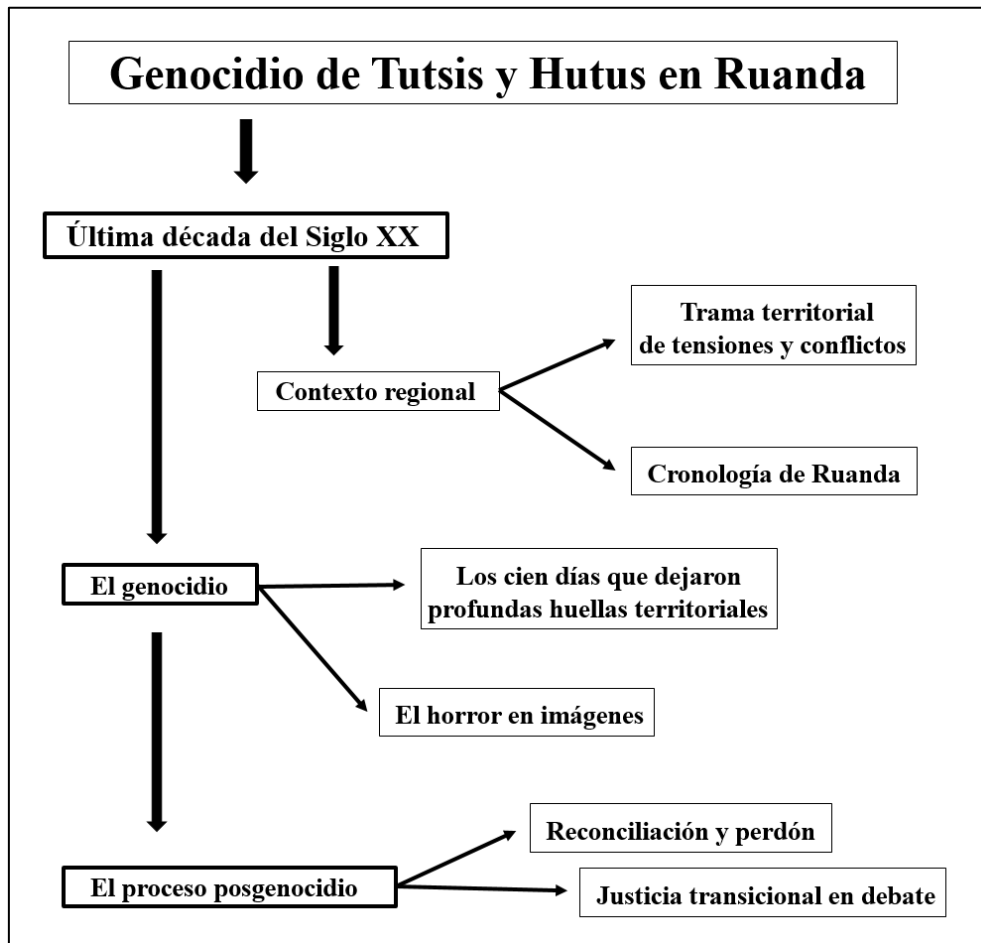 Genocidio de Tutsis y Hutus en Ruanda
Última década del Siglo XX
Trama territorial
de tensiones y conflictos
Contexto regional
Cronología de Ruanda
El genocidio
Los cien días que dejaron
profundas huellas territoriales
El horror en imágenes
Reconciliación y perdón
El proceso posgenocidio
Justicia transicional en debate